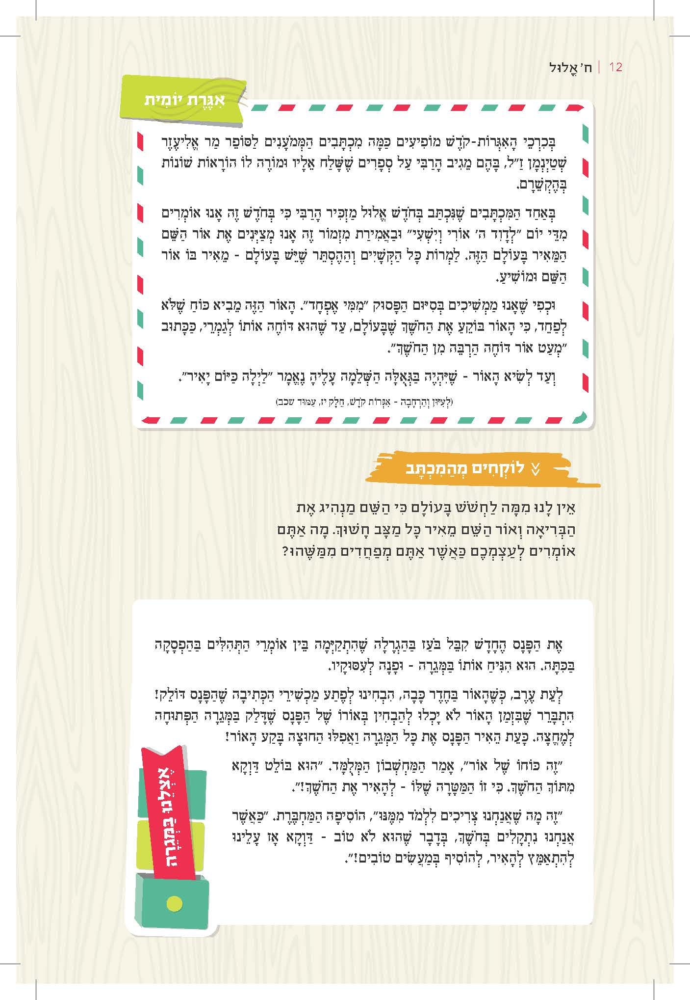 12 | ח' אֱלוּל
אִגֶּרֶת יוֹמִית
בְּכִרְכֵי הָאִגְּרוֹת-קֹדֶשׁ מוֹפִיעִים כַּמָּה מִכְתָּבִים הַמְּמֹעָנִים לַסּוֹפֵר מַר אֱלִיעֶזֶר
שְׁטַיְנְמָן זַ"ל, בָּהֶם מֵגִיב הָרַבִּי עַל סְפָרִים שֶׁשָּׁלַח אֵלָיו וּמוֹרֶה לוֹ הוֹרָאוֹת שׁוֹנוֹת
בְּהֶקְשֵׁרָם.
בְּאַחַד הַמִּכְתָּבִים שֶׁנִּכְתַּב בְּחֹדֶשׁ אֱלוּל מַזְכִּיר הָרַבִּי כִּי בְּחֹדֶשׁ זֶה אָנוּ אוֹמְרִים
מִדֵּי יוֹם "לְדָוִד ה' אוֹרִי וְיִשְׁעִי" וּבַאֲמִירַת מִזְמוֹר זֶה אָנוּ מְצַיְּנִים אֶת אוֹר הַשֵּׁם
הַמֵּאִיר בָּעוֹלָם הַזֶּה. לַמְרוֹת כָּל הַקְּשָׁיִים וְהַהֶסְתֵּר שֶׁיֵּשׁ בָּעוֹלָם - מֵאִיר בּוֹ אוֹר
הַשֵּׁם וּמוֹשִׁיעַ.
וּכְפִי שֶׁאָנוּ מַמְשִׁיכִים בְּסִיּוּם הַפָּסוּק "מִמִּי אֶפְחָד". הָאוֹר הַזֶּה מֵבִיא כּוֹחַ שֶׁלֹּא
לְפַחֵד, כִּי הָאוֹר בּוֹקֵעַ אֶת הַחֹשֶׁךְ שֶׁבָּעוֹלָם, עַד שֶׁהוּא דּוֹחֶה אוֹתוֹ לְגַמְרֵי, כַּכָּתוּב
"מְעַט אוֹר דּוֹחֶה הַרְבֵּה מִן הַחֹשֶׁךְ".
וְעַד לְשִׂיא הָאוֹר - שֶׁיִּהְיֶה בַּגְּאֻלָּה הַשְּׁלֵמָה עָלֶיהָ נֶאֱמָר "לַיְלָה כַּיּוֹם יָאִיר".
(לְעִיּוּן וְהַרְחָבָה - אִגְּרוֹת קֹדֶשׁ, חֵלֶק יז, עַמּוּד שכב)
לוֹקְחִים מֵהַמִּכְתָּב
אֵין לָנוּ מִמָּה לַחְשֹׁשׁ בָּעוֹלָם כִּי הַשֵּׁם מַנְהִיג אֶת
הַבְּרִיאָה וְאוֹר הַשֵּׁם מֵאִיר כָּל מַצָּב חָשׁוּךְ. מָה אַתֶּם
אוֹמְרִים לְעַצְמְכֶם כַּאֲשֶׁר אַתֶּם מְפַחֲדִים מִמַּשֶּׁהוּ?
אֶת הַפָּנָס הֶחָדָשׁ קִבֵּל בֹּעַז בַּהַגְרָלָה שֶׁהִתְקַיְּמָה בֵּין אוֹמְרֵי הַתְּהִלִּים בַּהַפְסָקָה
בַּכִּתָּה. הוּא הִנִּיחַ אוֹתוֹ בַּמְּגֵרָה - וּפָנָה לְעִסּוּקָיו.
לְעֵת עֶרֶב, כְּשֶׁהָאוֹר בַּחֶדֶר כָּבָה, הִבְחִינוּ לְפֶתַע מַכְשִׁירֵי הַכְּתִיבָה שֶׁהַפָּנָס דּוֹלֵק!
הִתְבָּרֵר שֶׁבִּזְמַן הָאוֹר לֹא יָכְלוּ לְהַבְחִין בְּאוֹרוֹ שֶׁל הַפָּנָס שֶׁדָּלַק בַּמְּגֵרָה הַפְּתוּחָה
לְמֶחֱצָה. כָּעֵת הֵאִיר הַפָּנָס אֶת כָּל הַמְּגֵרָה וַאֲפִלּוּ הַחוּצָה בָּקַע הָאוֹר!
"זֶה כּוֹחוֹ שֶׁל אוֹר", אָמַר הַמַּחְשְׁבוֹן הַמְּלֻמָּד. "הוּא בּוֹלֵט דַּוְקָא
מִתּוֹךְ הַחֹשֶׁךְ. כִּי זוֹ הַמַּטָּרָה שֶׁלּוֹ - לְהָאִיר אֶת הַחֹשֶׁךְ!".
"זֶה מָה שֶׁאֲנַחְנוּ צְרִיכִים לִלְמֹד מִמֶּנּוּ", הוֹסִיפָה הַמַּחְבֶּרֶת. "כַּאֲשֶׁר
אֲנַחְנוּ נִתְקָלִים בְּחֹשֶׁךְ, בְּדָבָר שֶׁהוּא לֹא טוֹב - דַּוְקָא אָז עָלֵינוּ
לְהִתְאַמֵּץ לְהָאִיר, לְהוֹסִיף בְּמַעֲשִׂים טוֹבִים!".
אֶצְלֵנוּ בַּמְּגֵרָה